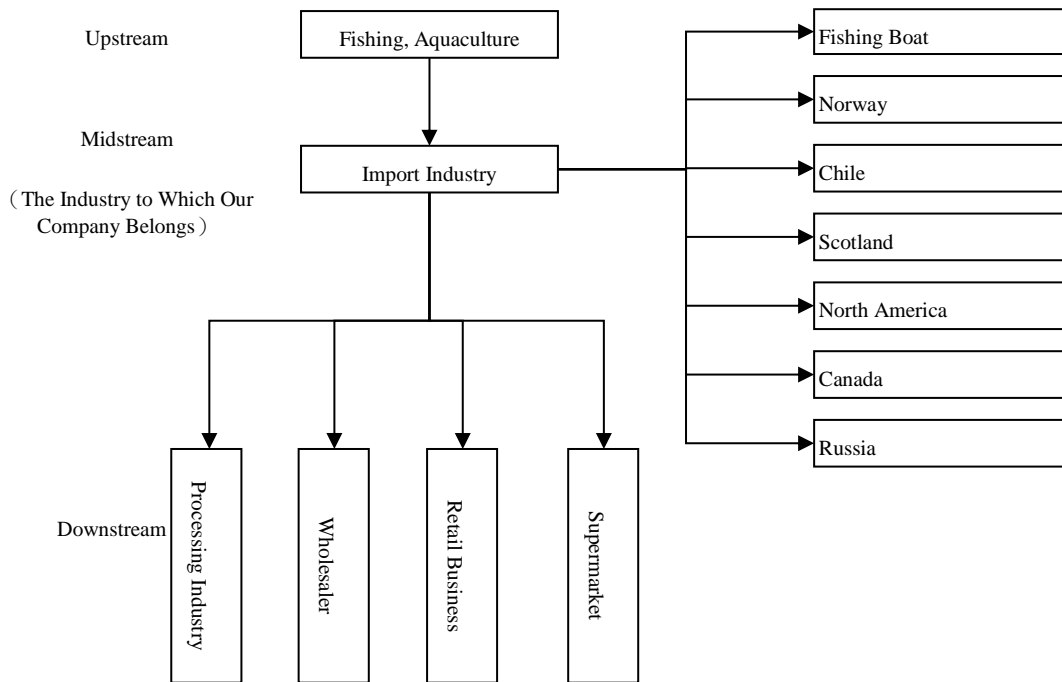 Upstream
Fishing, Aquaculture
Fishing Boat
Norway
Midstream
Import Industry
Chile
（The Industry to Which Our
Company Belongs）
Scotland
North America
Canada
Russia
Downstream
Processing Industry
Wholesaler
Retail Business
Supermarket